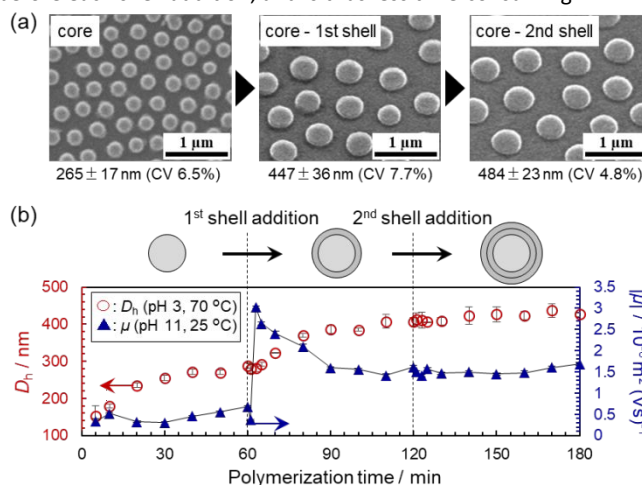 (a)
core
core - 1st shell
core - 2nd shell
1 µm
1 µm
1 µm
265 ± 17 nm (CV 6.5%)
447 ± 36 nm (CV 7.7%)
484 ± 23 nm (CV 4.8%)
(b)
1st shell addition
2nd shell addition
○: Dh (pH 3, 70 °C)
▲: µ (pH 11, 25 °C)
Dh / nm
500
400
300
200
100
3.5
3
2.5
2
1.5
1
0.5
0
0
30
60
90
120
150
180
Polymerization time / min